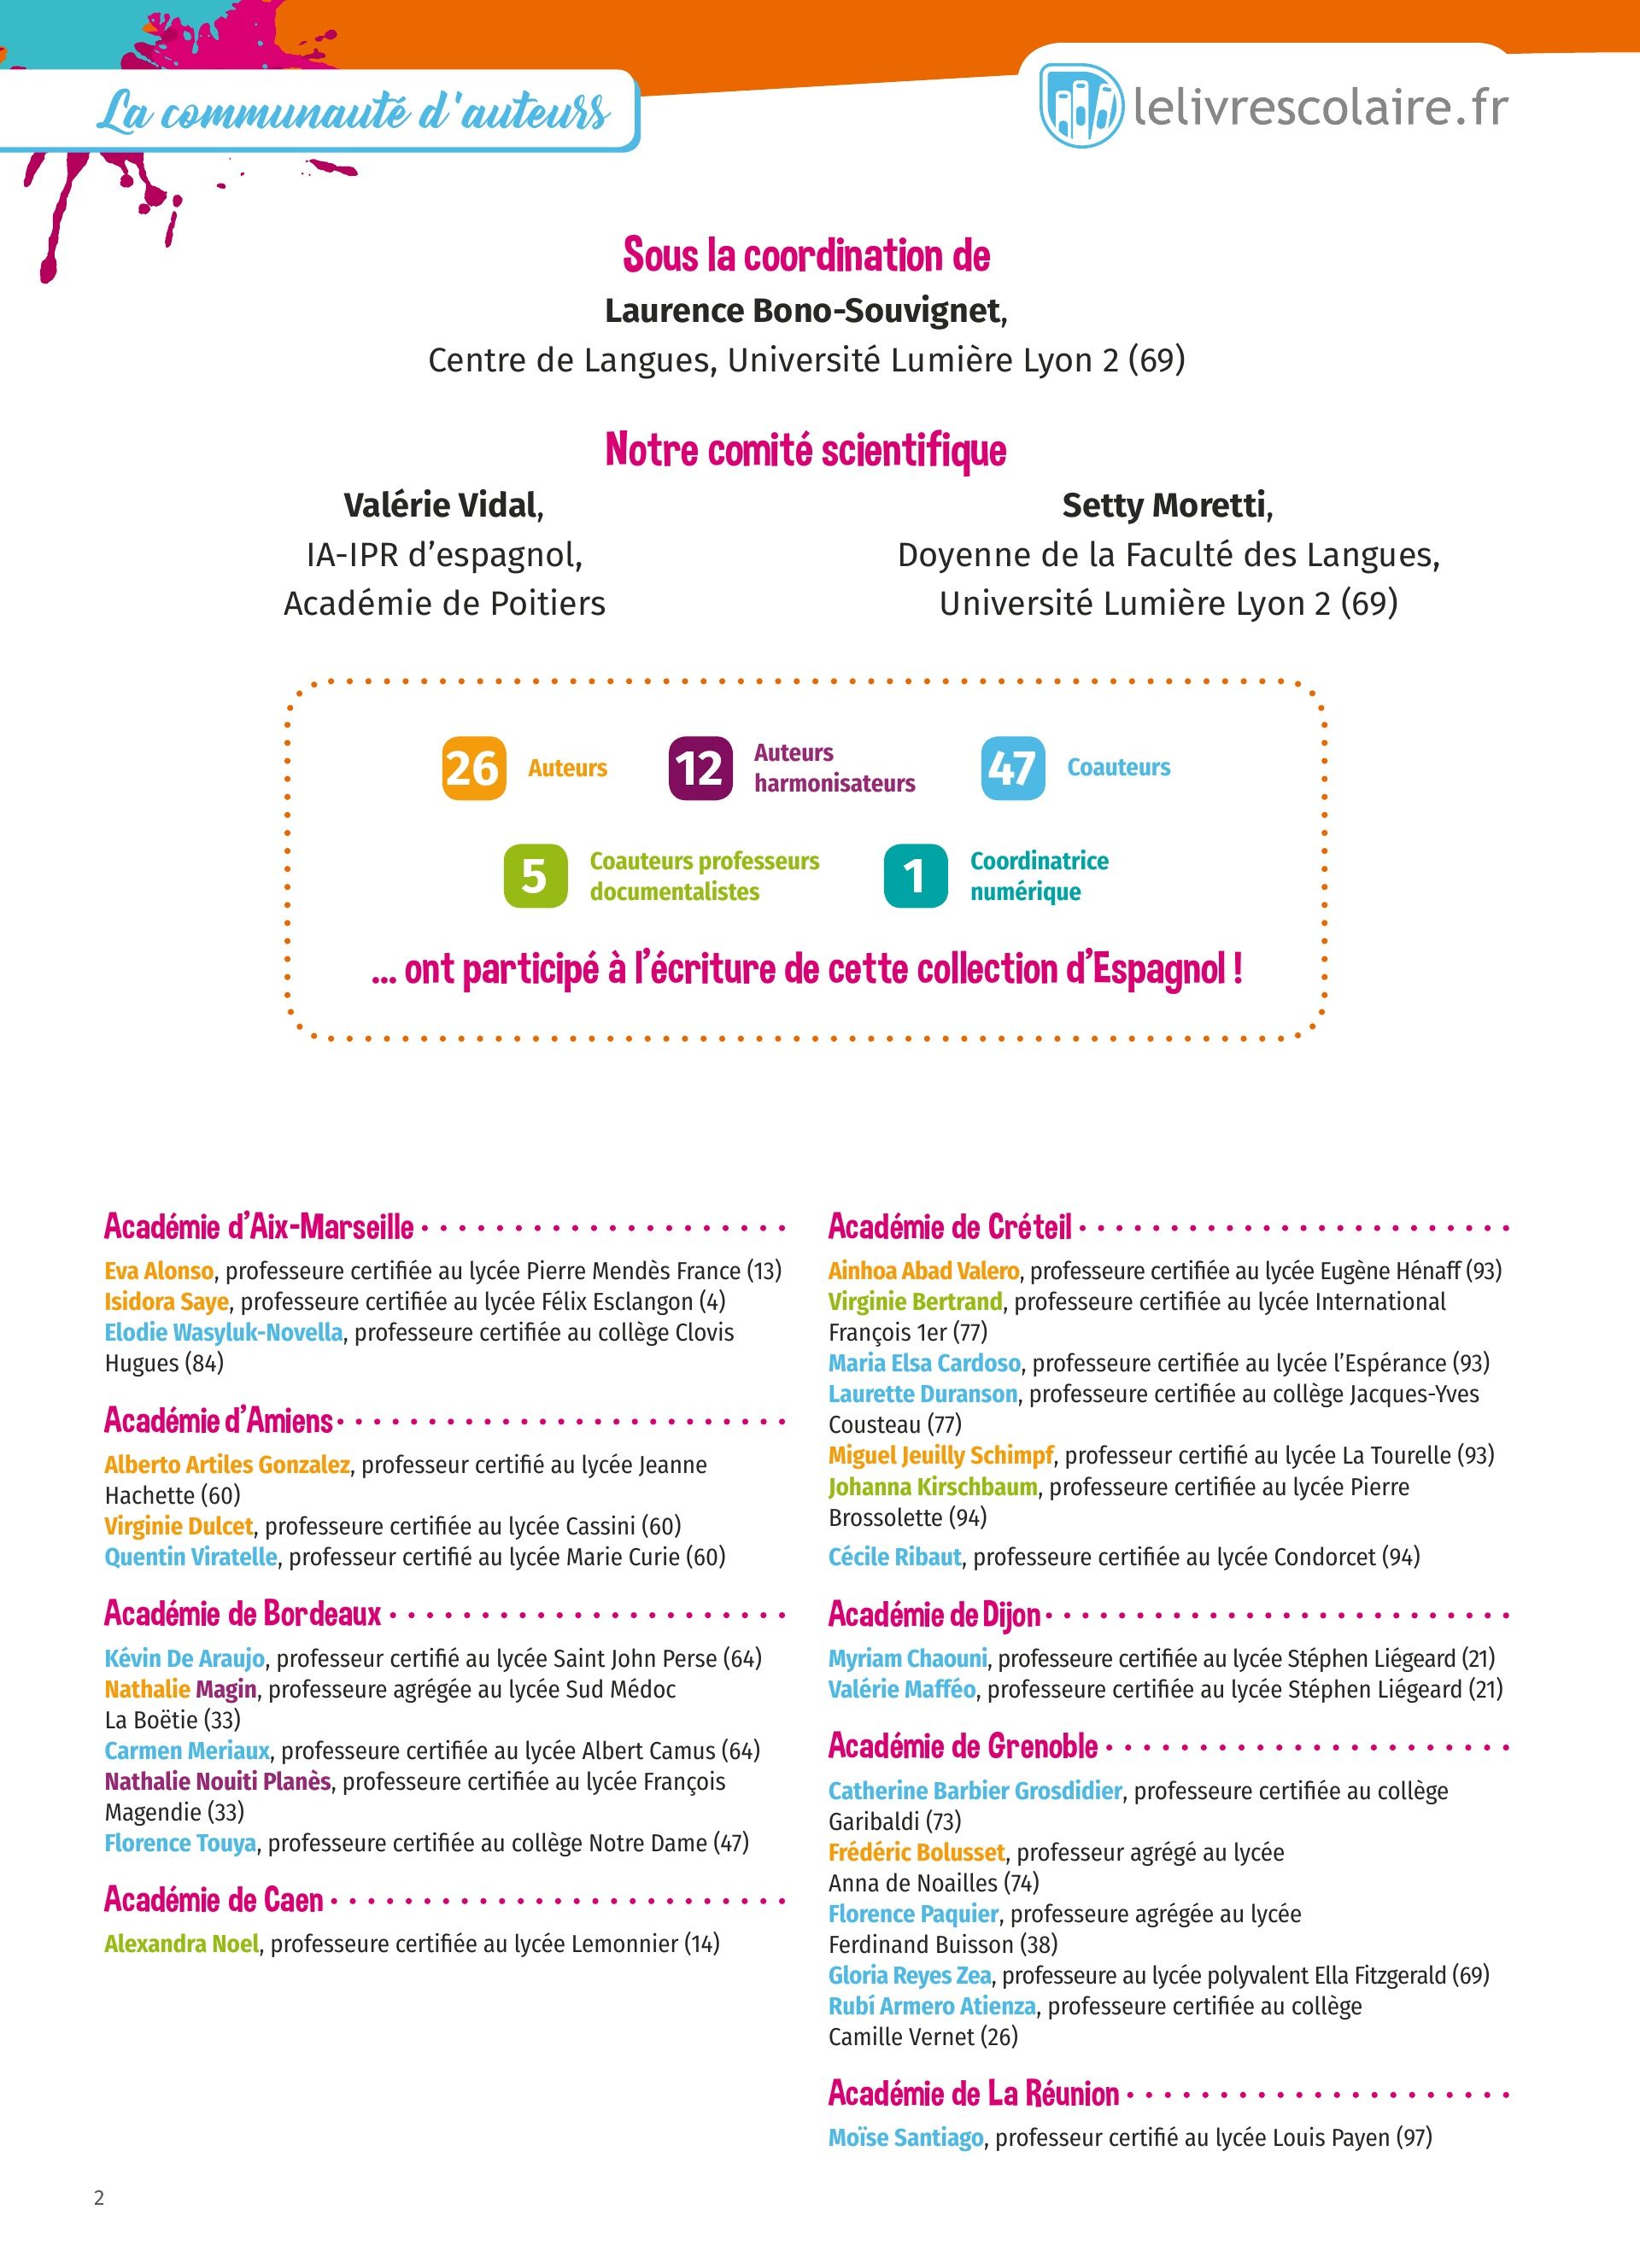 La communauté d'auteurs
lelivrescolaire.fr
Sous la coordination de
Laurence Bono-Souvignet,
Centre de Langues, Université Lumière Lyon 2 (69)
Notre comité scientifique
Valérie Vidal,
IA-IPR d’espagnol,
Académie de Poitiers
Setty Moretti,
Doyenne de la Faculté des Langues,
Université Lumière Lyon 2 (69)
26 Auteurs
12 Auteurs
harmonisateurs
47 Coauteurs
5 Coauteurs professeurs
documentalistes
1 Coordinatrice
numérique
... ont participé à l’écriture de cette collection d’Espagnol !
Académie d’Aix-Marseille
Eva Alonso, professeure certifiée au lycée Pierre Mendès France (13)
Isidora Saye, professeure certifiée au lycée Félix Esclangon (4)
Elodie Wasyluk-Novella, professeure certifiée au collège Clovis
Hugues (84)
Académie d’Amiens
Alberto Artiles Gonzalez, professeur certifié au lycée Jeanne
Hachette (60)
Virginie Dulcet, professeure certifiée au lycée Cassini (60)
Quentin Viratelle, professeur certifié au lycée Marie Curie (60)
Académie de Bordeaux
Kévin De Araujo, professeur certifié au lycée Saint John Perse (64)
Nathalie Magin, professeure agrégée au lycée Sud Médoc
La Boëtie (33)
Carmen Meriaux, professeure certifiée au lycée Albert Camus (64)
Nathalie Nouiti Planès, professeure certifiée au lycée François
Magendie (33)
Florence Touya, professeure certifiée au collège Notre Dame (47)
Académie de Caen
Alexandra Noel, professeure certifiée au lycée Lemonnier (14)
Académie de Créteil
Ainhoa Abad Valero, professeure certifiée au lycée Eugène Hénaff (93)
Virginie Bertrand, professeure certifiée au lycée International
François 1er (77)
Maria Elsa Cardoso, professeure certifiée au lycée l’Espérance (93)
Laurette Duranson, professeure certifiée au collège Jacques-Yves
Cousteau (77)
Miguel Jeuilly Schimpf, professeur certifié au lycée La Tourelle (93)
Johanna Kirschbaum, professeure certifiée au lycée Pierre
Brossolette (94)
Cécile Ribaut, professeure certifiée au lycée Condorcet (94)
Académie de Dijon
Myriam Chaouni, professeure certifiée au lycée Stéphen Liégeard (21)
Valérie Mafféo, professeure certifiée au lycée Stéphen Liégeard (21)
Académie de Grenoble
Catherine Barbier Grosdidier, professeure certifiée au collège
Garibaldi (73)
Frédéric Bolusset, professeur agrégé au lycée
Anna de Noailles (74)
Florence Paquier, professeure agrégée au lycée
Ferdinand Buisson (38)
Gloria Reyes Zea, professeure au lycée polyvalent Ella Fitzgerald (69)
Rubí Armero Atienza, professeure certifiée au collège
Camille Vernet (26)
Académie de La Réunion
Moïse Santiago, professeur certifié au lycée Louis Payen (97)
2